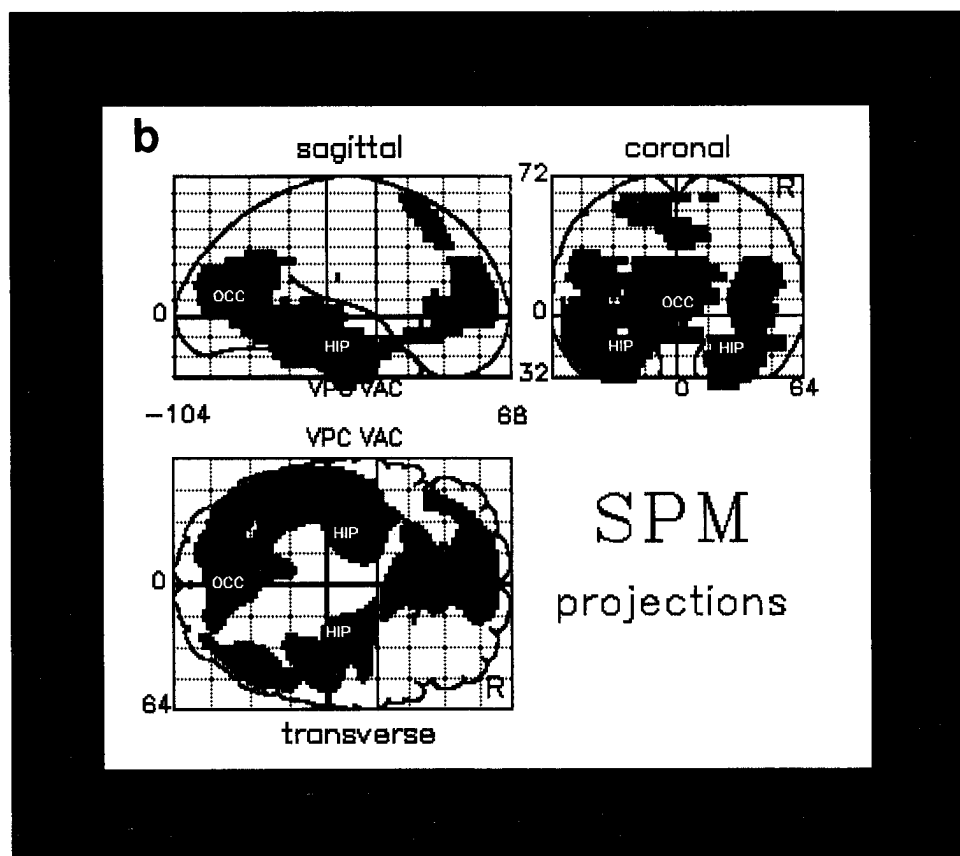 b
sagittal
coronal
72
R
0
OCC
HIP
0
OCC
HIP
HIP
32
VPC VAC
0
64
-104
68
VPC VAC
HIP
0
OCC
HIP
R
64
transverse
SPM
projections